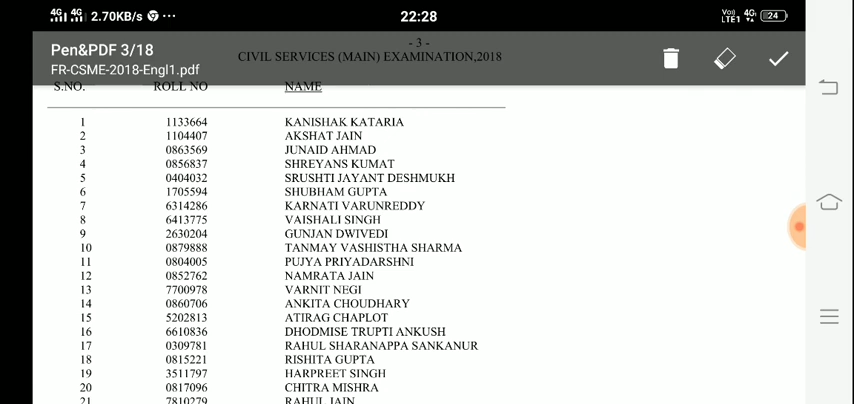 4G 4G 2.70KB/s ...
22:28
Vo) LTE1 4G 24
Pen&PDF 3/18
FR-CSME-2018-Engl1.pdf
- 3 -
CIVIL SERVICES (MAIN) EXAMINATION,2018
S.NO. ROLL NO NAME
1 1133664 KANISHAK KATARIA
2 1104407 AKSHAT JAIN
3 0863569 JUNAID AHMAD
4 0856837 SHREYANS KUMAT
5 0404032 SRUSHTI JAYANT DESHMUKH
6 1705594 SHUBHAM GUPTA
7 6314286 KARNATI VARUNREDDY
8 6413775 VAISHALI SINGH
9 2630204 GUNJAN DWIVEDI
10 0879888 TANMAY VASHISTHA SHARMA
11 0804005 PUJYA PRIYADARSHNI
12 0852762 NAMRATA JAIN
13 7700978 VARNIT NEGI
14 0860706 ANKITA CHOUDHARY
15 5202813 ATIRAG CHAPLOT
16 6610836 DHODMISE TRUPTI ANKUSH
17 0309781 RAHUL SHARANAPPA SANKANUR
18 0815221 RISHITA GUPTA
19 3511797 HARPREET SINGH
20 0817096 CHITRA MISHRA
21 7810279 RAHUL JAIN